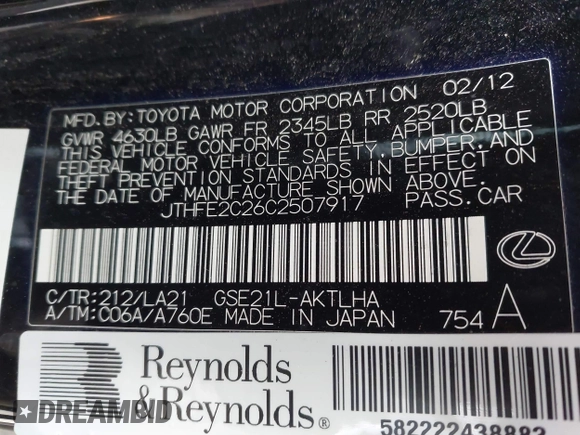 MFD. BY: TOYOTA MOTOR CORPORATION 02/12
GVWR 4630LB GAWR FR 2345LB RR 2520LB
THIS VEHICLE CONFORMS TO ALL APPLICABLE
FEDERAL MOTOR VEHICLE SAFETY, BUMPER, AND
THEFT PREVENTION STANDARDS IN EFFECT ON
THE DATE OF MANUFACTURE SHOWN ABOVE.
JTHFE2C26C2507917 PASS. CAR
C/TR: 212/LA21 GSE21L-AKTLHA
A/TM: C06A/A760E MADE IN JAPAN 754 A
Reynolds
& Reynolds®
582222438882
DREAMBID